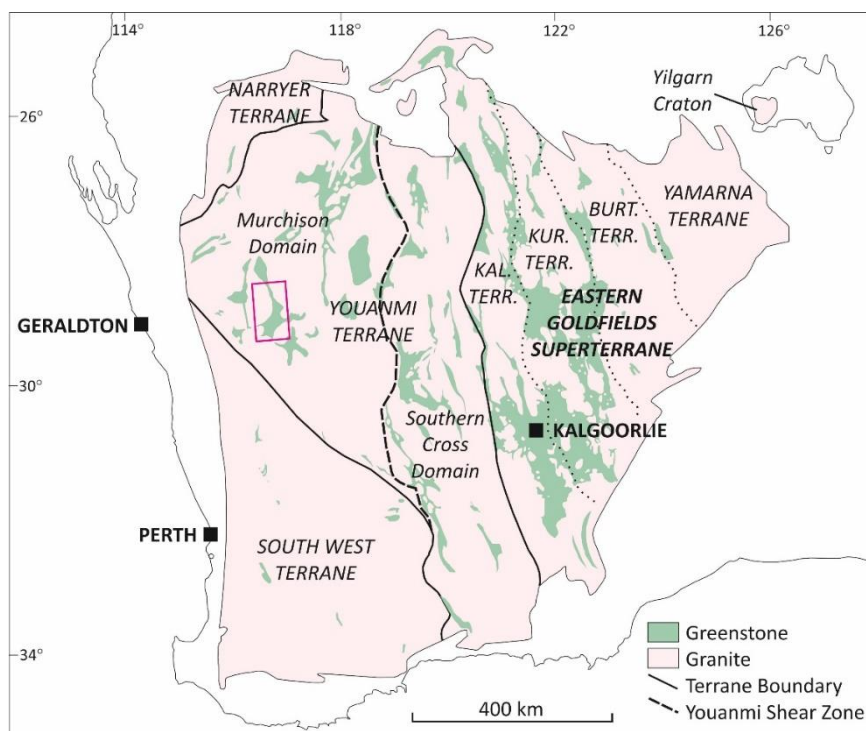 114°
118°
122°
126°
26°
30°
34°
NARRYER
TERRANE
Yilgarn
Craton
Murchison
Domain
YAMARNA
TERRANE
BURT.
TERR.
KUR.
TERR.
KAL.
TERR.
YOUANMI
TERRANE
EASTERN
GOLDFIELDS
SUPERTERRANE
GERALDTON
Southern
Cross
Domain
KALGOORLIE
PERTH
SOUTH WEST
TERRANE
Greenstone
Granite
Terrane Boundary
Youanmi Shear Zone
400 km